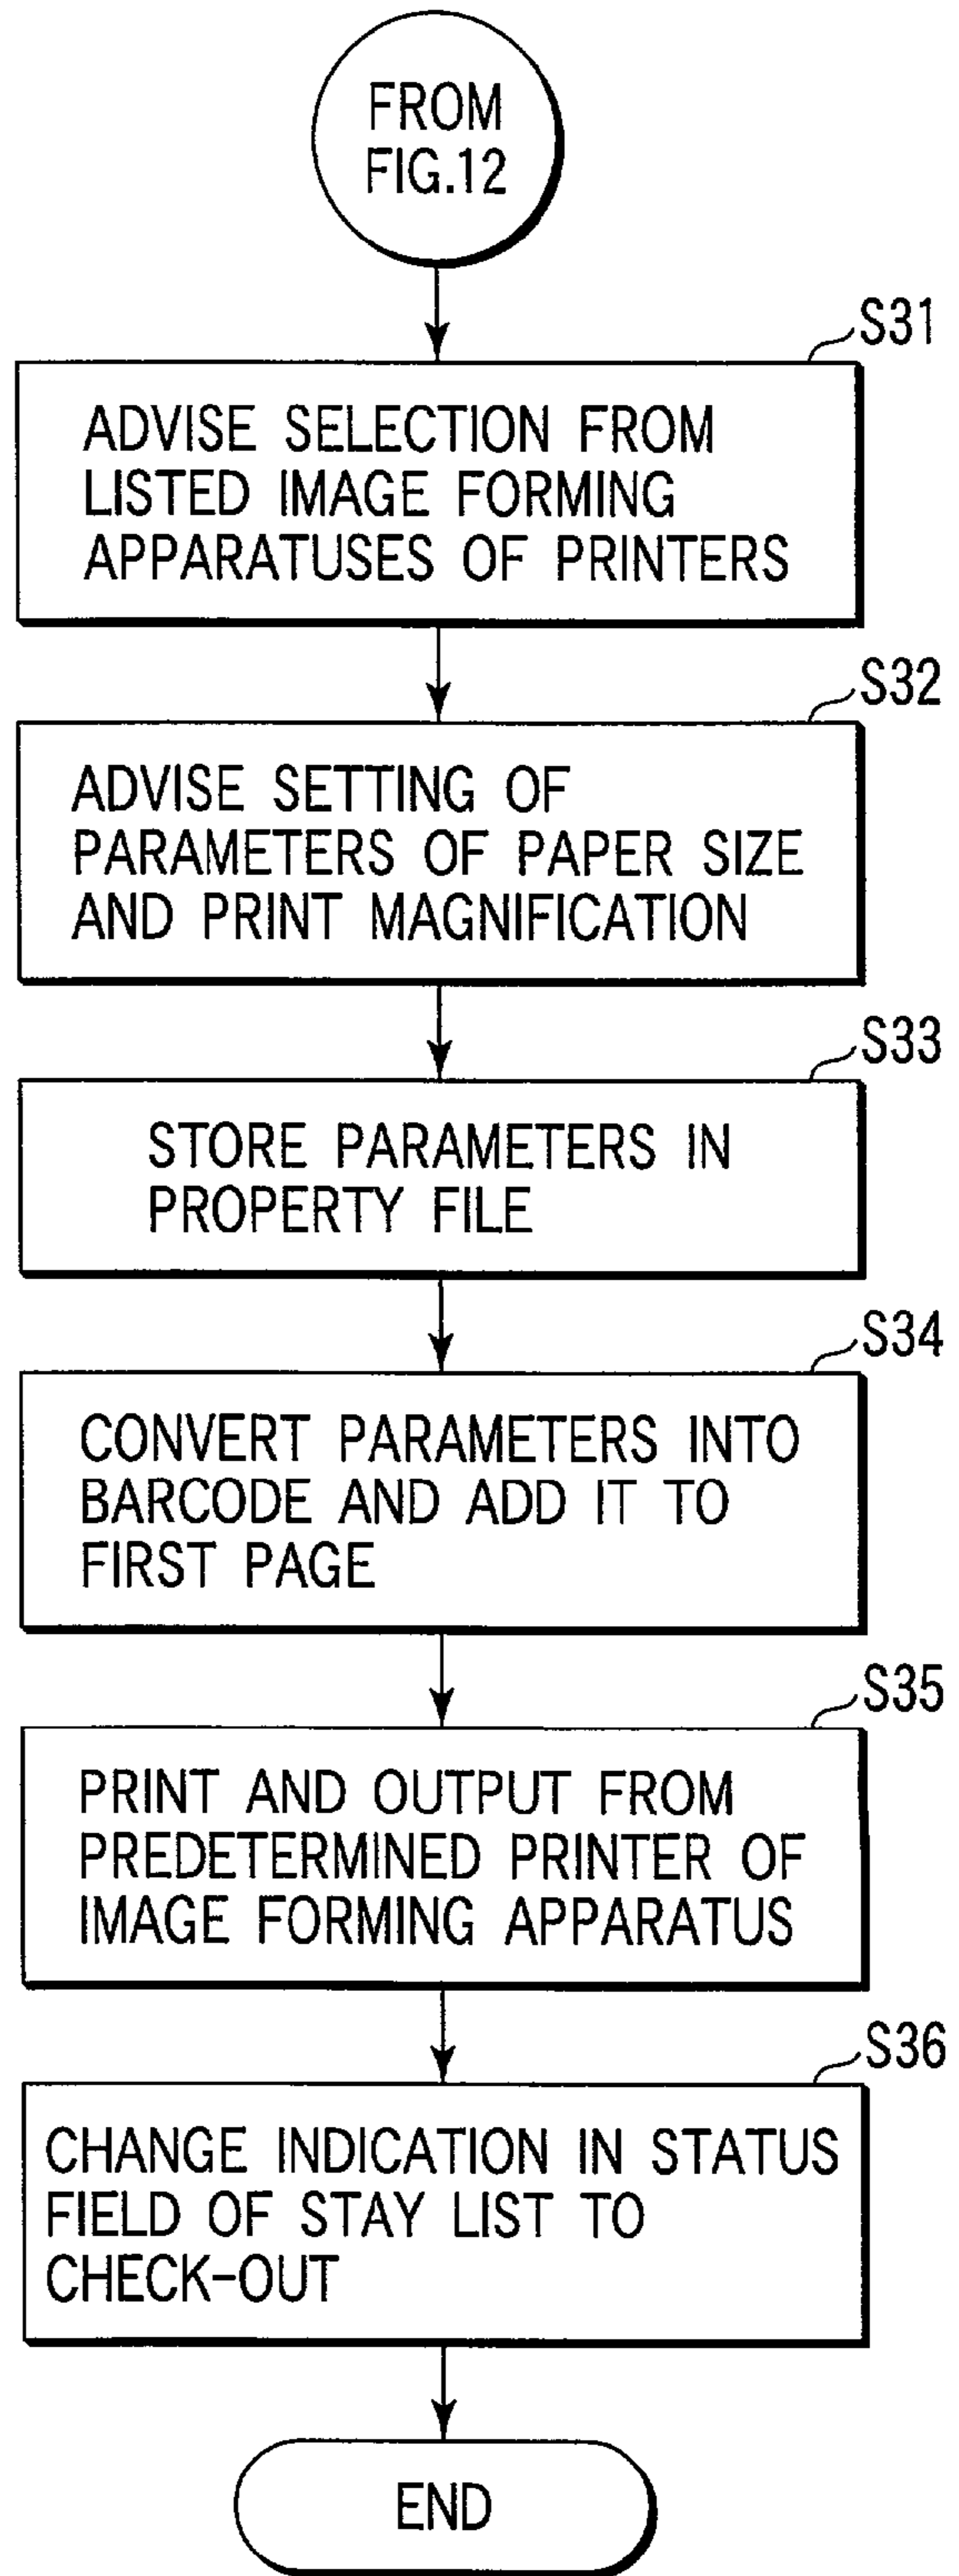 FROM
FIG.12
S31
ADVISE SELECTION FROM
LISTED IMAGE FORMING
APPARATUSES OF PRINTERS
S32
ADVISE SETTING OF
PARAMETERS OF PAPER SIZE
AND PRINT MAGNIFICATION
S33
STORE PARAMETERS IN
PROPERTY FILE
S34
CONVERT PARAMETERS INTO
BARCODE AND ADD IT TO
FIRST PAGE
S35
PRINT AND OUTPUT FROM
PREDETERMINED PRINTER OF
IMAGE FORMING APPARATUS
S36
CHANGE INDICATION IN STATUS
FIELD OF STAY LIST TO
CHECK-OUT
END